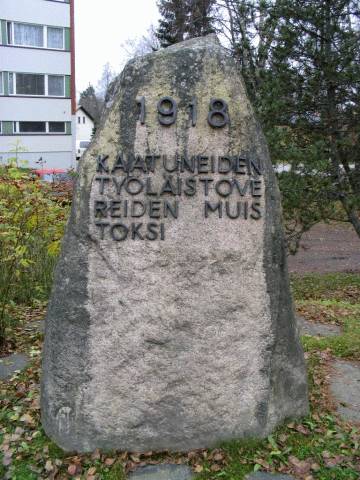 1918
KAATUNEIDEN
TYÖLÄISTOVE
REIDEN MUIS
TOKSI